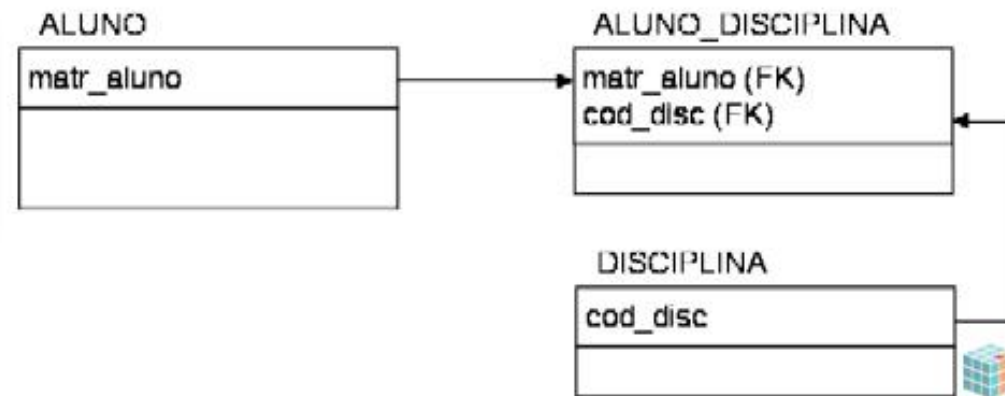 ALUNO
matr_aluno
ALUNO_DISCIPLINA
matr_aluno (FK)
cod_disc (FK)
DISCIPLINA
cod_disc